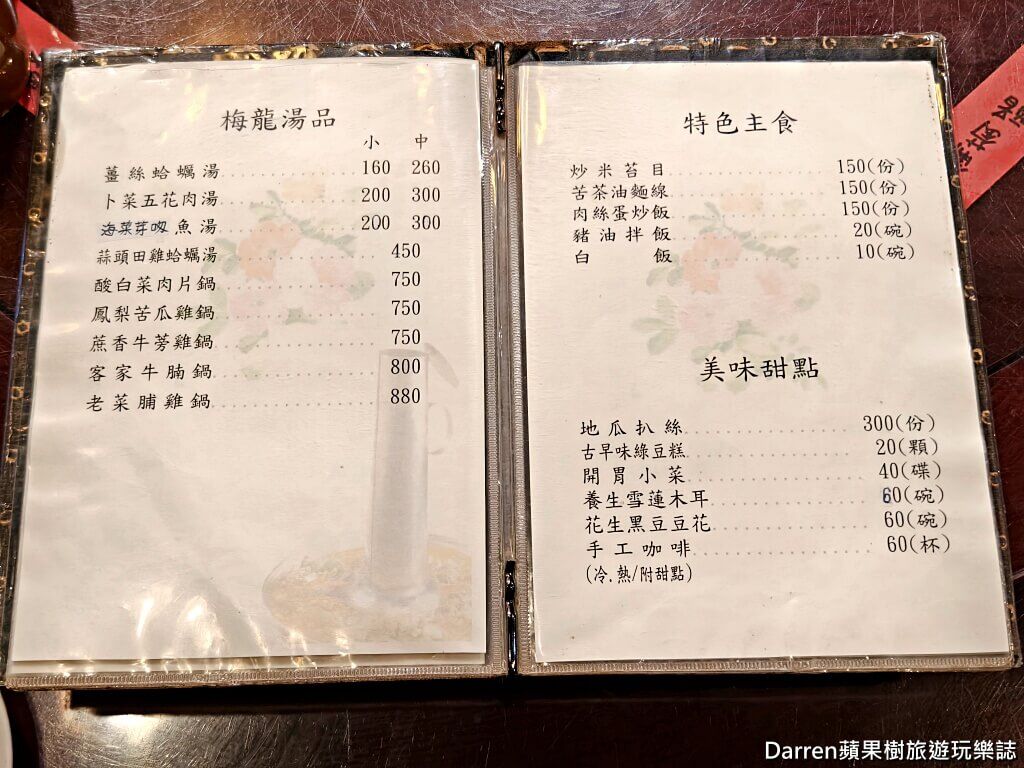 梅龍湯品
小 中
薑絲蛤蠣湯 160 260
卜菜五花肉湯 200 300
海菜芽吻魚湯 200 300
蒜頭田雞蛤蠣湯 450
酸白菜肉片鍋 750
鳳梨苦瓜雞鍋 750
蔗香牛蒡雞鍋 750
客家牛腩鍋 800
老菜脯雞鍋 880
特色主食
炒米苔目 150(份)
苦茶油麵線 150(份)
肉絲蛋炒飯 150(份)
豬油拌飯 20(碗)
白飯 10(碗)
美味甜點
地瓜扒絲 300(份)
古早味綠豆糕 20(顆)
開胃小菜 40(碟)
養生雪蓮木耳 60(碗)
花生黑豆豆花 60(碗)
手工咖啡 60(杯)
(冷.熱/附甜點)
Darren蘋果樹旅遊玩樂誌